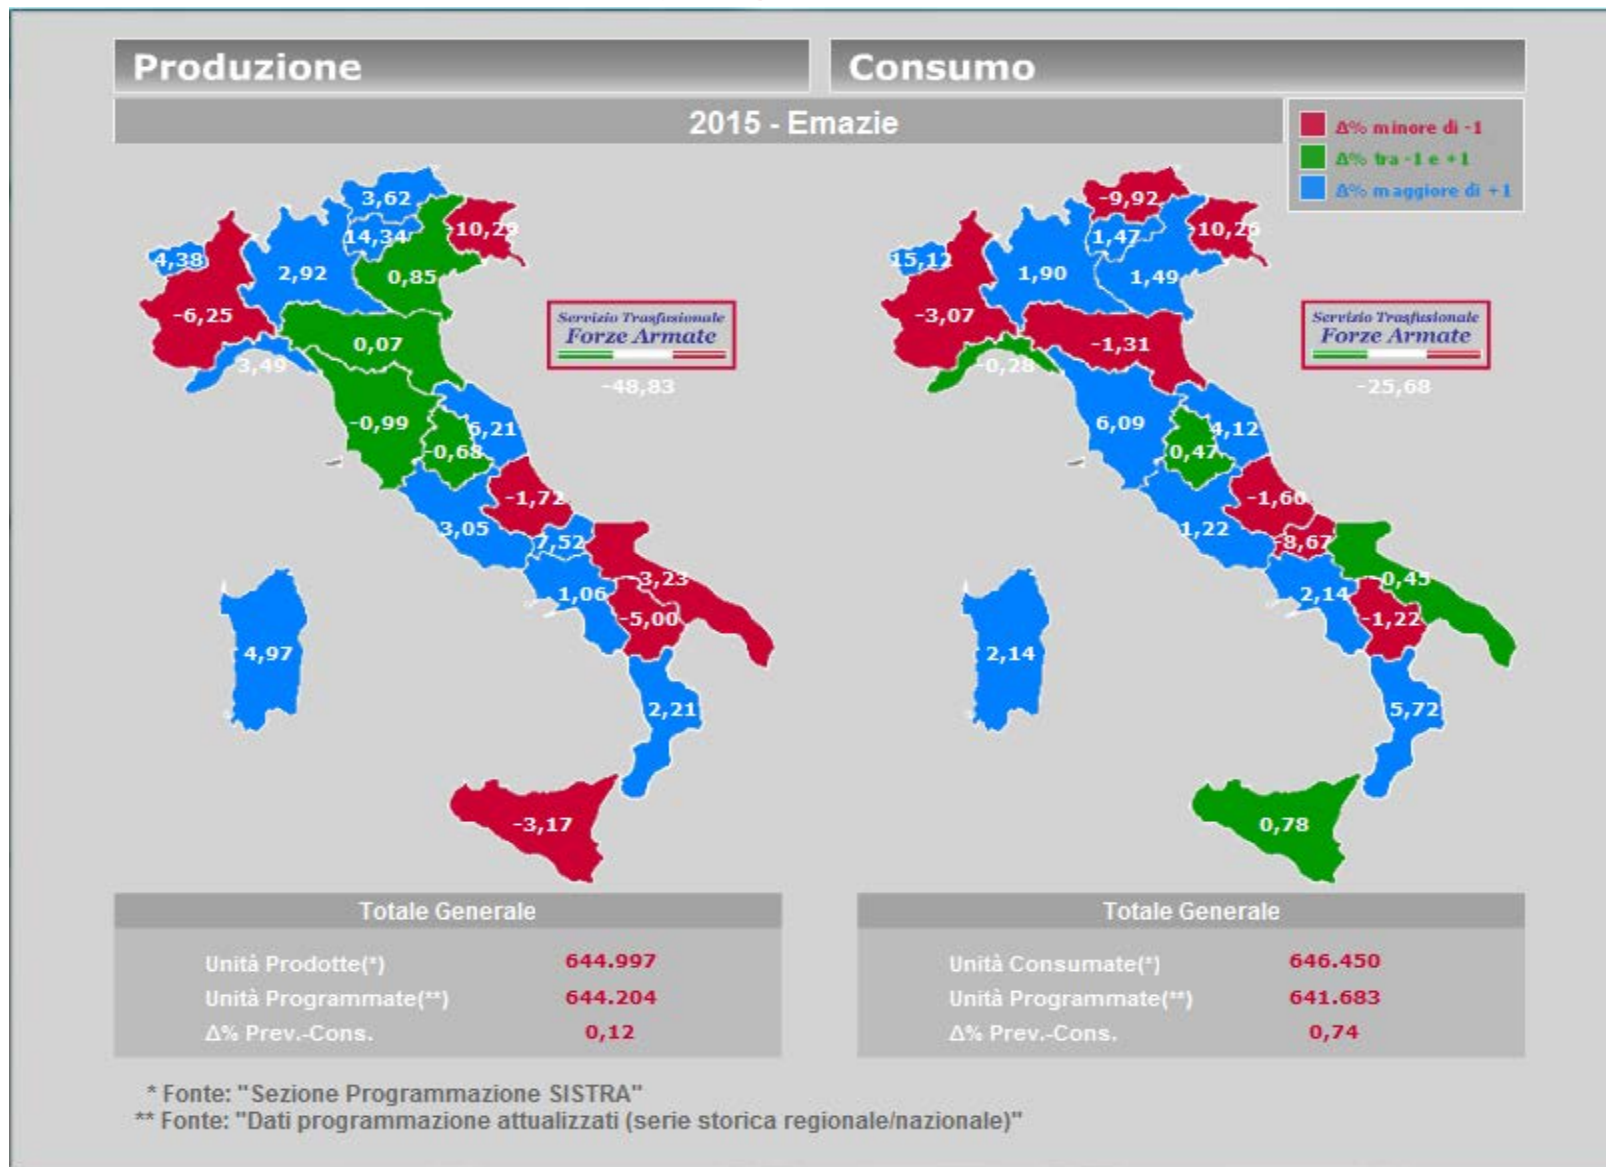 Produzione
Consumo
2015 - Emazie
Δ% minore di -1
Δ% tra -1 e +1
Δ% maggiore di +1
3,62
14,34
-10,29
4,38
2,92
0,85
-6,25
0,07
3,49
Servizio Trasfusionale
Forze Armate
-48,83
-0,99
6,21
-0,68
-1,72
3,05
7,52
-3,23
1,06
-5,00
4,97
2,21
-3,17
-9,92
1,47
-10,26
15,12
1,90
1,49
-3,07
-1,31
-0,28
Servizio Trasfusionale
Forze Armate
-25,68
6,09
4,12
0,47
-1,60
1,22
-8,67
0,45
2,14
-1,22
2,14
5,72
0,78
Totale Generale
Unità Prodotte(*) 644.997
Unità Programmate(**) 644.204
Δ% Prev.-Cons. 0,12
Totale Generale
Unità Consumate(*) 646.450
Unità Programmate(**) 641.683
Δ% Prev.-Cons. 0,74
* Fonte: "Sezione Programmazione SISTRA"
** Fonte: "Dati programmazione attualizzati (serie storica regionale/nazionale)"